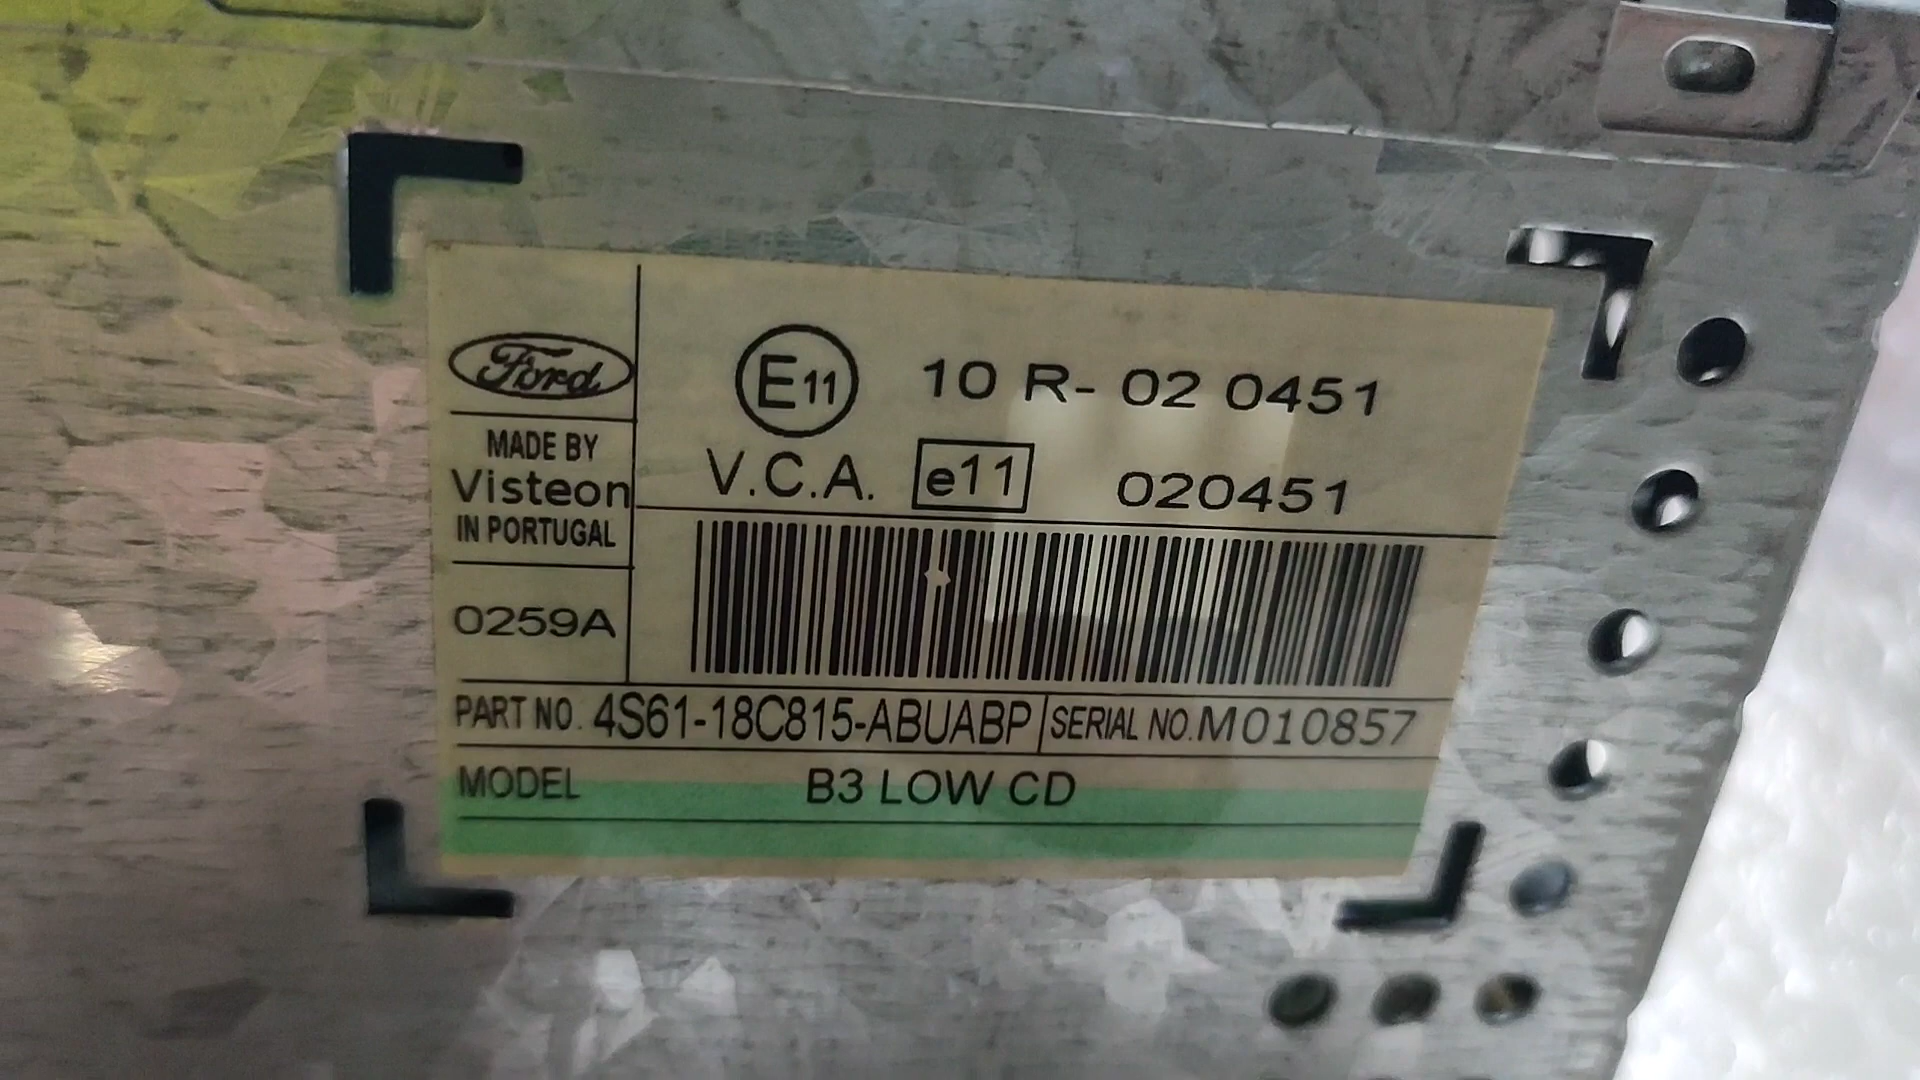 Ford
MADE BY
Visteon
IN PORTUGAL
0259A
E11 10 R- 02 0451
V.C.A. e11 020451
PART NO. 4S61-18C815-ABUABP SERIAL NO. M010857
MODEL B3 LOW CD